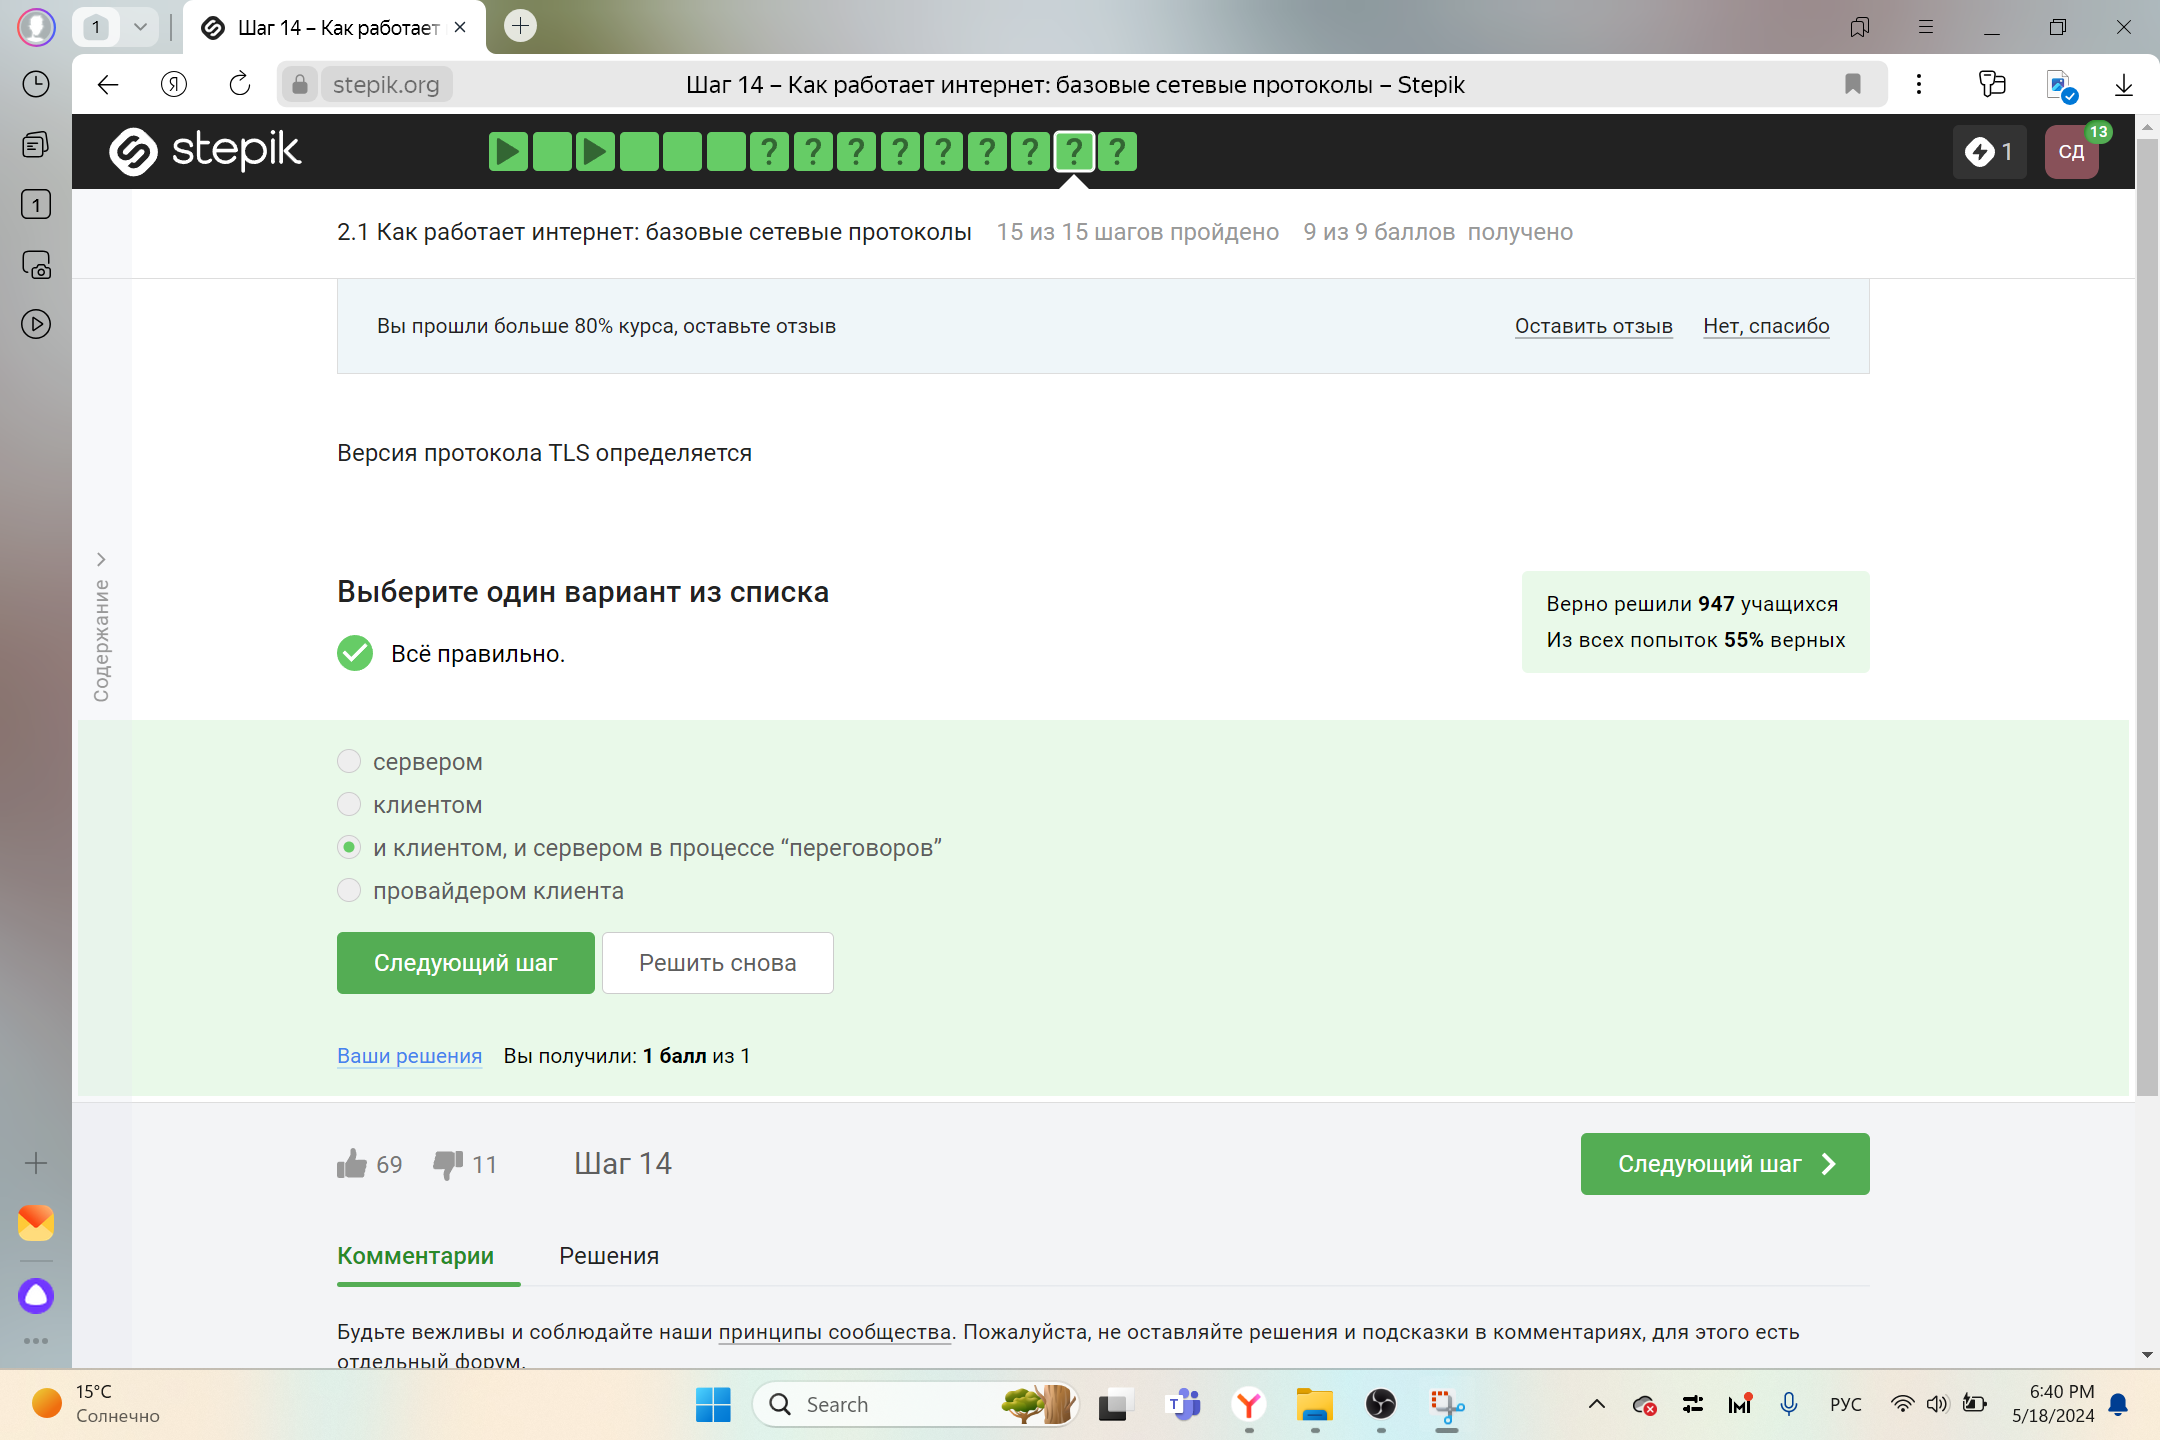 1
Шаг 14 – Как работает
stepik.org
Шаг 14 – Как работает интернет: базовые сетевые протоколы – Stepik
1
stepik
? ? ? ? ? ? ? ? ?
1
СД
13
2.1 Как работает интернет: базовые сетевые протоколы 15 из 15 шагов пройдено 9 из 9 баллов получено
Вы прошли больше 80% курса, оставьте отзыв
Оставить отзыв
Нет, спасибо
Версия протокола TLS определяется
Содержание
Выберите один вариант из списка
Всё правильно.
Верно решили 947 учащихся
Из всех попыток 55% верных
сервером
клиентом
и клиентом, и сервером в процессе “переговоров”
провайдером клиента
Следующий шаг
Решить снова
Ваши решения Вы получили: 1 балл из 1
69
11
Шаг 14
Следующий шаг
Комментарии
Решения
Будьте вежливы и соблюдайте наши принципы сообщества. Пожалуйста, не оставляйте решения и подсказки в комментариях, для этого есть
отдельный форум.
15°C
Солнечно
Search
РУС
6:40 PM
5/18/2024